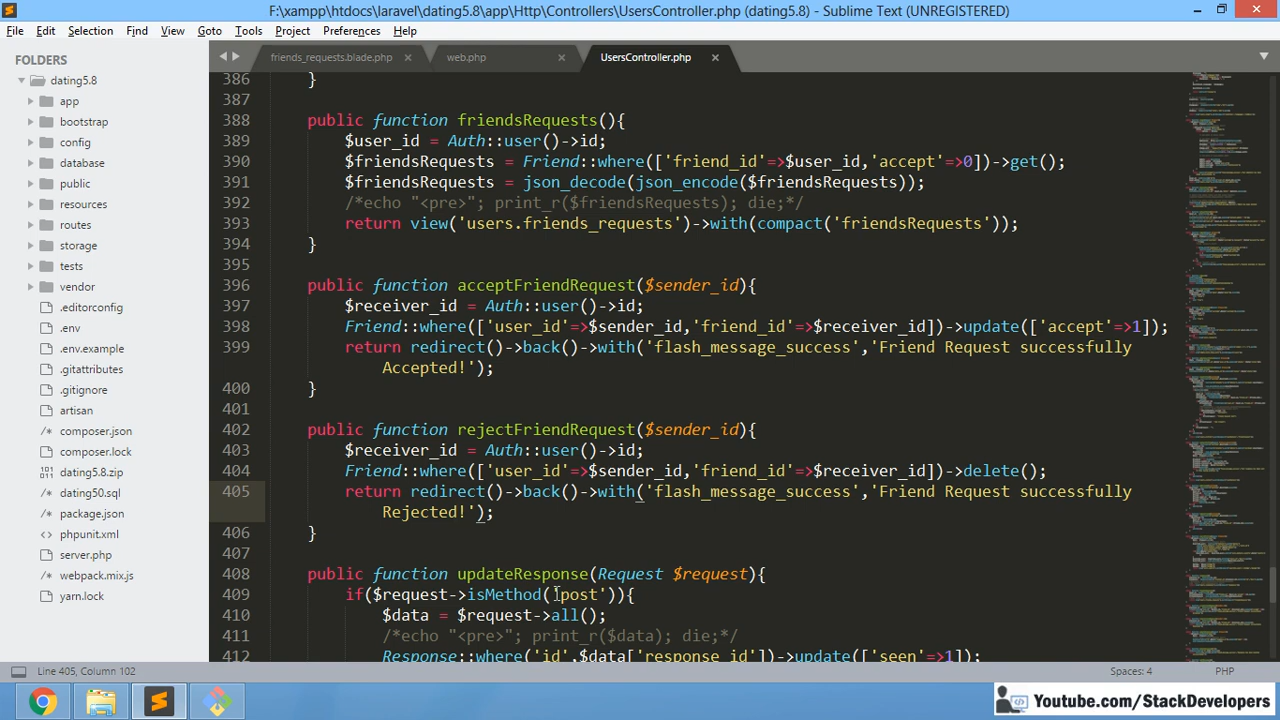 F:\xampp\htdocs\laravel\dating5.8\app\Http\Controllers\UsersController.php (dating5.8) - Sublime Text (UNREGISTERED)
File Edit Selection Find View Goto Tools Project Preferences Help
FOLDERS
dating5.8
app
bootstrap
config
database
public
resources
routes
storage
tests
vendor
.editorconfig
.env
.env.example
.gitattributes
.gitignore
artisan
composer.json
composer.lock
dating5.8.zip
dating50.sql
package.json
phpunit.xml
server.php
webpack.mix.js
yarn.lock
friends_requests.blade.php web.php UsersController.php
386 }
387
388 public function friendsRequests(){
389 $user_id = Auth::user()->id;
390 $friendsRequests = Friend::where(['friend_id'=>$user_id,'accept'=>0])->get();
391 $friendsRequests = json_decode(json_encode($friendsRequests));
392 /*echo "<pre>"; print_r($friendsRequests); die;*/
393 return view('users.friends_requests')->with(compact('friendsRequests'));
394 }
395
396 public function acceptFriendRequest($sender_id){
397 $receiver_id = Auth::user()->id;
398 Friend::where(['user_id'=>$sender_id,'friend_id'=>$receiver_id])->update(['accept'=>1]);
399 return redirect()->back()->with('flash_message_success','Friend Request successfully
Accepted!');
400 }
401
402 public function rejectFriendRequest($sender_id){
403 $receiver_id = Auth::user()->id;
404 Friend::where(['user_id'=>$sender_id,'friend_id'=>$receiver_id])->delete();
405 return redirect()->back()->with('flash_message_success','Friend Request successfully
Rejected!');
406 }
407
408 public function updateResponse(Request $request){
409 if($request->isMethod('post')){
410 $data = $request->all();
411 /*echo "<pre>"; print_r($data); die;*/
412 Response::where('id',$data['response_id'])->update(['seen'=>1]);
Line 405, Column 102 Spaces: 4 PHP
Youtube.com/StackDevelopers